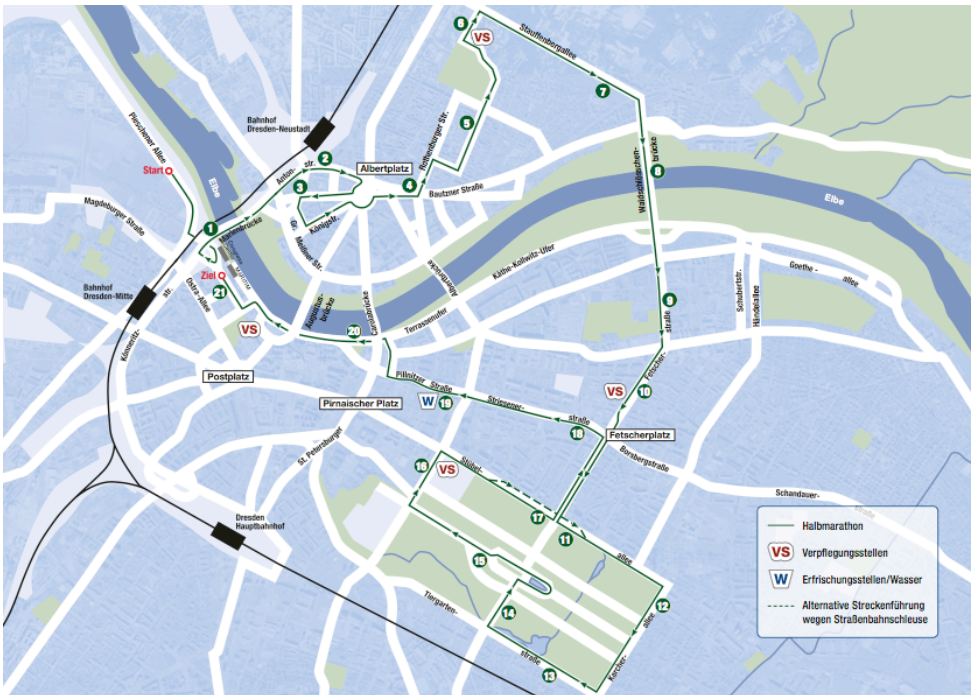 6
VS
Stauffenbergallee
7
Pieschener Allee
Bahnhof
Dresden-Neustadt
Rothenburger Str.
5
2
Anton-
str.
Albertplatz
Start
Elbe
3
4
Bautzner Straße
Waldschlösschen-
brücke
8
Magdeburger Straße
Königstr.
Gr.
Meißner Str.
1
Marienbrücke
Elbe
Käthe-Kollwitz-Ufer
Goethe-
allee
Schubertstr.
Händelallee
Albertbrücke
Ziel
21
Ostra-Allee
Bahnhof
Dresden-Mitte
str.
Könneritz-
Augustus-
brücke
Carolabrücke
Terrassenufer
9
straße
VS
20
Postplatz
Pillnitzer Straße
Fetscher-
VS
10
Pirnaischer Platz
W
19
Striesener-
straße
18
Fetscherplatz
Borsbergstraße
St. Petersburger
16
VS
Stübel-
Schandauer-
straße
17
11
allee
Dresden
Hauptbahnhof
15
Tiergarten-
14
12
allee
Karcher-
straße
13
Halbmarathon
VS Verpflegungsstellen
W Erfrischungsstellen/Wasser
Alternative Streckenführung
wegen Straßenbahnschleuse